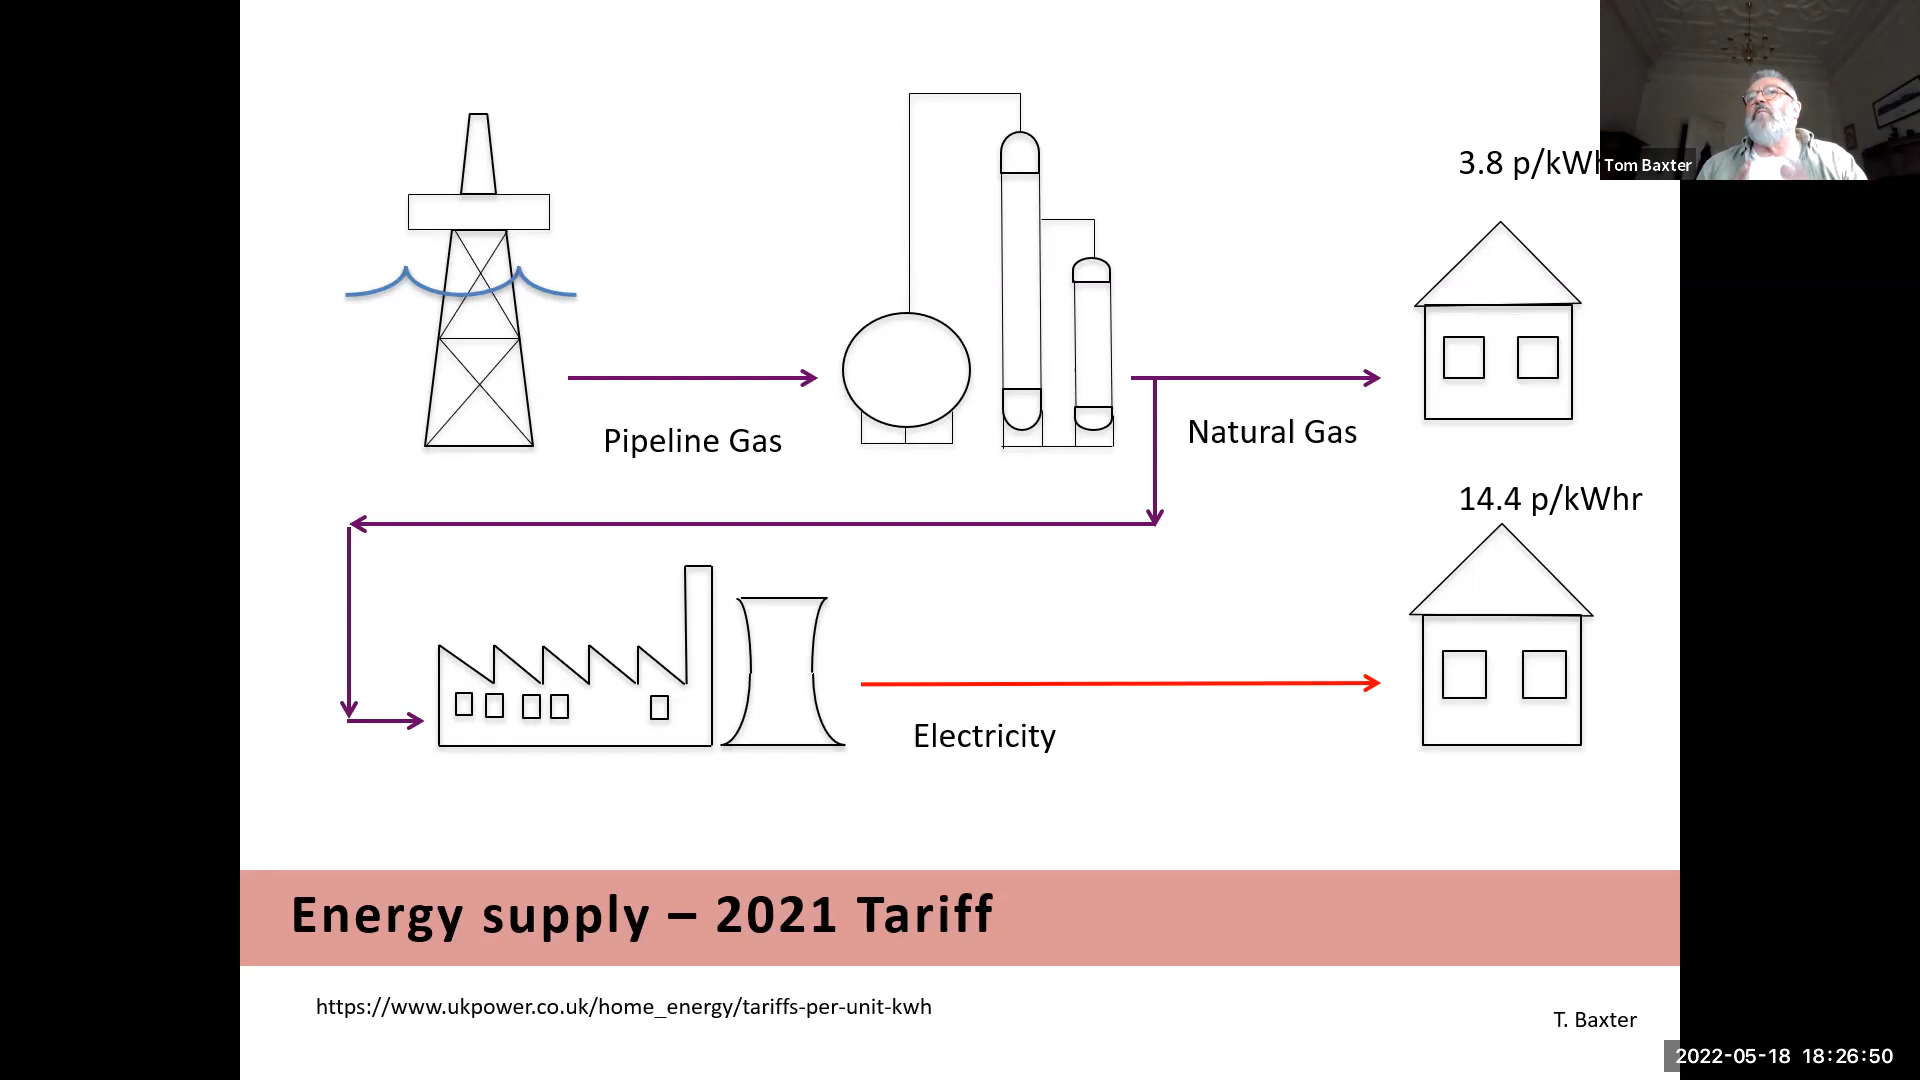 3.8 p/kWh
Tom Baxter
Pipeline Gas
Natural Gas
14.4 p/kWhr
Electricity
Energy supply – 2021 Tariff
https://www.ukpower.co.uk/home_energy/tariffs-per-unit-kwh
T. Baxter
2022-05-18 18:26:50